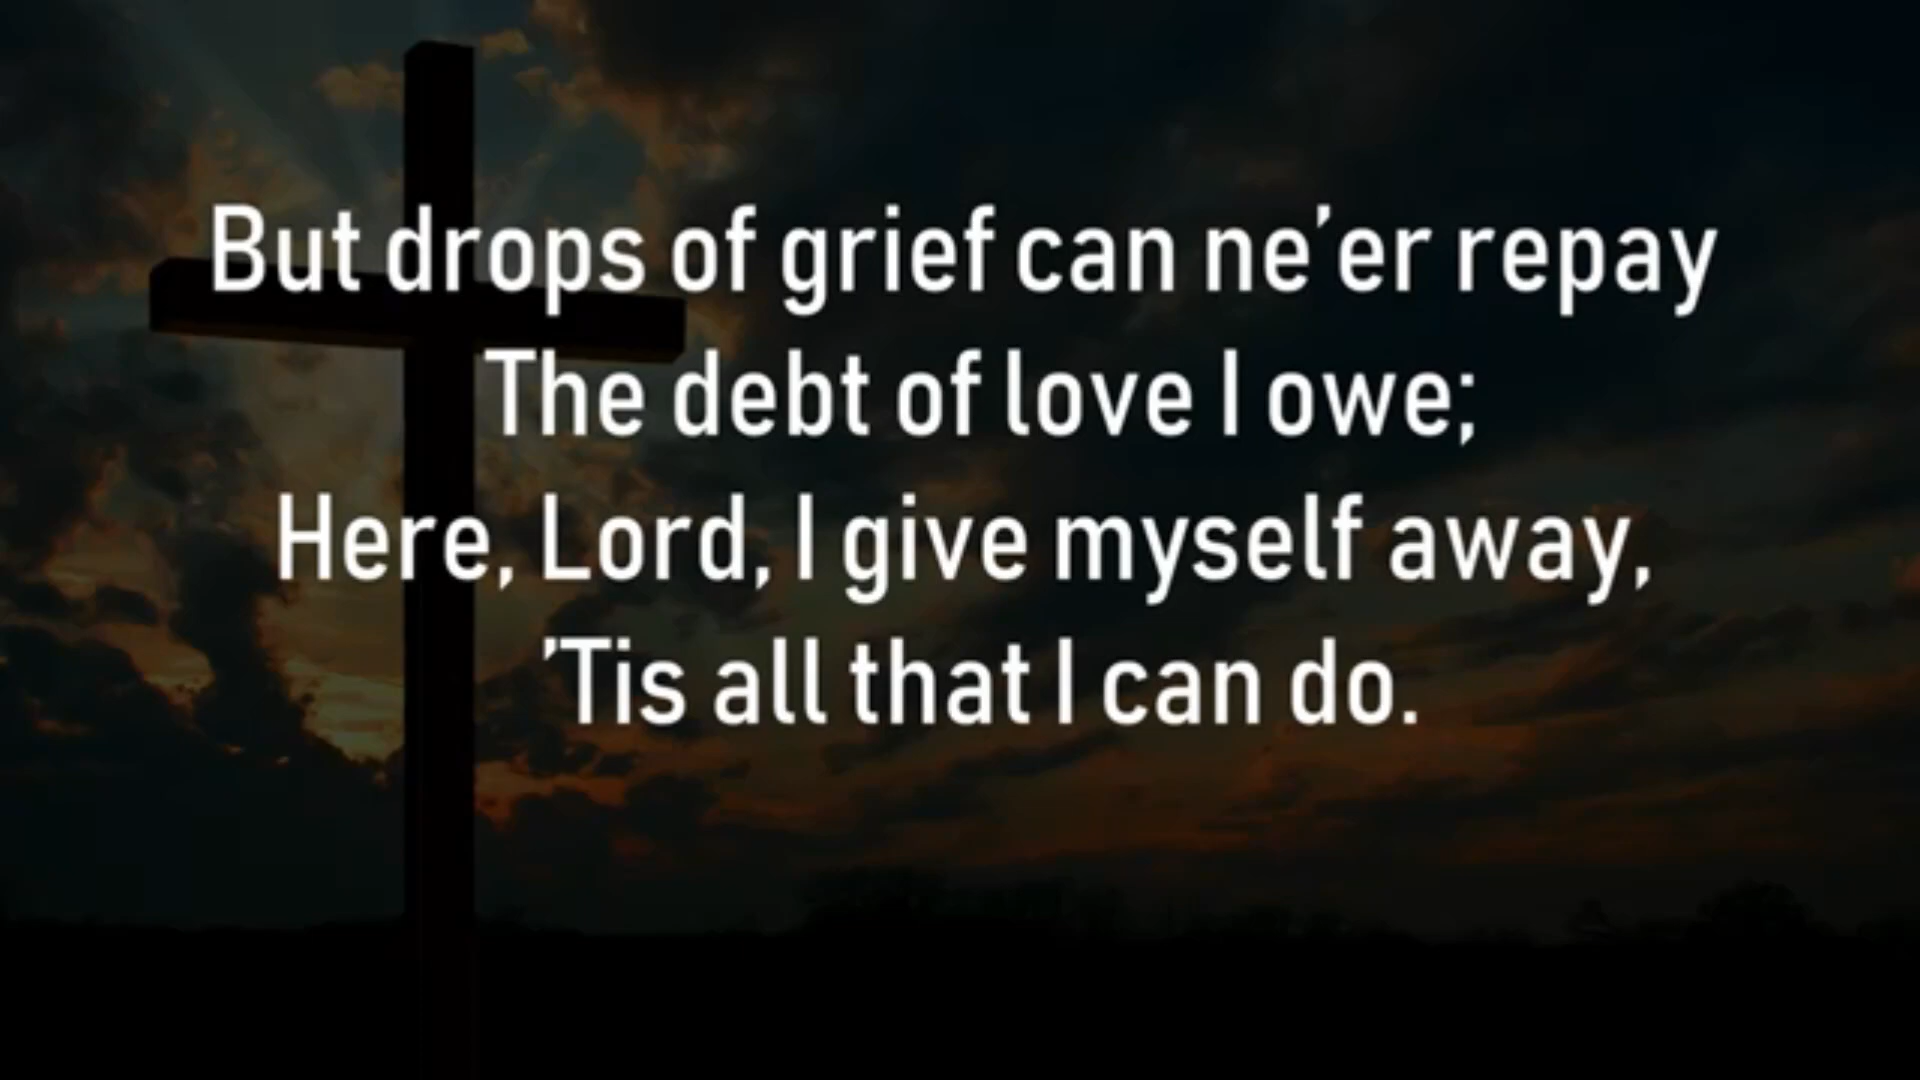 But drops of grief can ne’er repay
The debt of love I owe;
Here, Lord, I give myself away,
’Tis all that I can do.